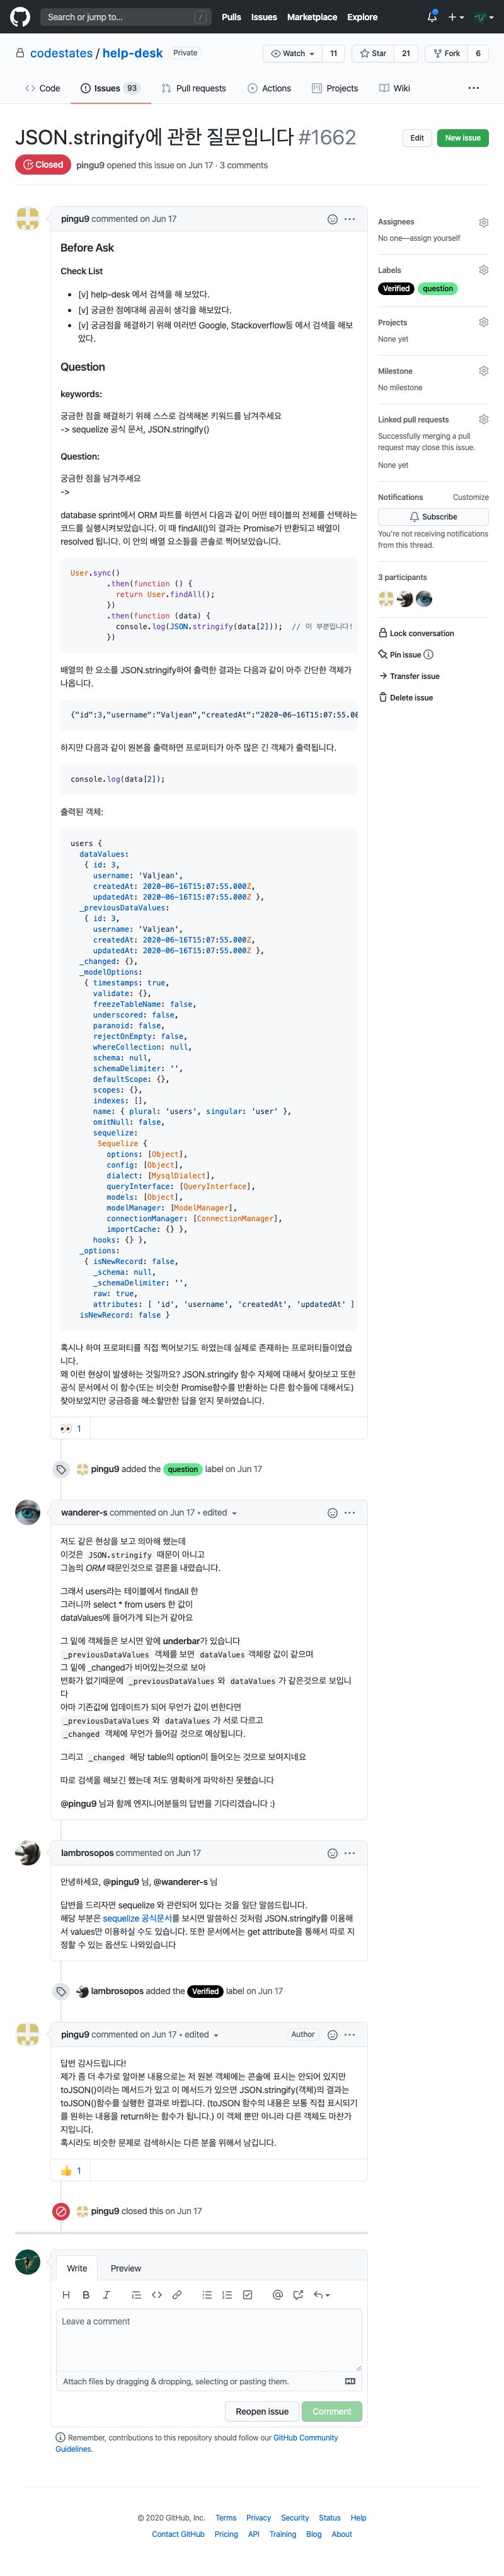 Search or jump to...
/
Pulls Issues Marketplace Explore
codestates / help-desk Private
Watch 11
Star 21
Fork 6
Code
Issues 93
Pull requests
Actions
Projects
Wiki
JSON.stringify에 관한 질문입니다 #1662
Edit
New issue
Closed
pingu9 opened this issue on Jun 17 · 3 comments
pingu9 commented on Jun 17
Before Ask
Check List
• [v] help-desk 에서 검색을 해 보았다.
• [v] 궁금한 점에대해 곰곰히 생각을 해보았다.
• [v] 궁금점을 해결하기 위해 여러번 Google, Stackoverflow등 에서 검색을 해보
았다.
Question
keywords:
궁금한 점을 해결하기 위해 스스로 검색해본 키워드를 남겨주세요
-> sequelize 공식 문서, JSON.stringify()
Question:
궁금한 점을 남겨주세요
->
database sprint에서 ORM 파트를 하면서 다음과 같이 어떤 테이블의 전체를 선택하는
코드를 실행시켜보았습니다. 이 때 findAll()의 결과는 Promise가 반환되고 배열이
resolved 됩니다. 이 안의 배열 요소들을 콘솔로 찍어보았습니다.
User.sync()
.then(function () {
return User.findAll();
})
.then(function (data) {
console.log(JSON.stringify(data[2])); // 이 부분입니다!
})
배열의 한 요소를 JSON.stringify하여 출력한 결과는 다음과 같이 아주 간단한 객체가
나옵니다.
{"id":3,"username":"Valjean","createdAt":"2020-06-16T15:07:55.00
하지만 다음과 같이 원본을 출력하면 프로퍼티가 아주 많은 긴 객체가 출력됩니다.
console.log(data[2]);
출력된 객체:
users {
dataValues:
{ id: 3,
username: 'Valjean',
createdAt: 2020-06-16T15:07:55.000Z,
updatedAt: 2020-06-16T15:07:55.000Z },
_previousDataValues:
{ id: 3,
username: 'Valjean',
createdAt: 2020-06-16T15:07:55.000Z,
updatedAt: 2020-06-16T15:07:55.000Z },
_changed: {},
_modelOptions:
{ timestamps: true,
validate: {},
freezeTableName: false,
underscored: false,
paranoid: false,
rejectOnEmpty: false,
whereCollection: null,
schema: null,
schemaDelimiter: '',
defaultScope: {},
scopes: {},
indexes: [],
name: { plural: 'users', singular: 'user' },
omitNull: false,
sequelize:
Sequelize {
options: [Object],
config: [Object],
dialect: [MysqlDialect],
queryInterface: [QueryInterface],
models: [Object],
modelManager: [ModelManager],
connectionManager: [ConnectionManager],
importCache: {} },
hooks: {} },
_options:
{ isNewRecord: false,
_schema: null,
_schemaDelimiter: '',
raw: true,
attributes: [ 'id', 'username', 'createdAt', 'updatedAt' ]
isNewRecord: false }
혹시나 하여 프로퍼티를 직접 찍어보기도 하였는데 실제로 존재하는 프로퍼티들이였습
니다.
왜 이런 현상이 발생하는 것일까요? JSON.stringify 함수 자체에 대해서 찾아보고 또한
공식 문서에서 이 함수(또는 비슷한 Promise함수를 반환하는 다른 함수들에 대해서도)
찾아보았지만 궁금증을 해소할만한 답을 얻지 못하였습니다.
👀 1
pingu9 added the question label on Jun 17
wanderer-s commented on Jun 17 • edited
저도 같은 현상을 보고 의아해 했는데
이것은 JSON.stringify 때문이 아니고
그놈의 ORM 때문인것으로 결론을 내렸습니다.
그래서 users라는 테이블에서 findAll 한
그러니까 select * from users 한 값이
dataValues에 들어가게 되는거 같아요
그 밑에 객체들은 보시면 앞에 underbar가 있습니다
_previousDataValues 객체를 보면 dataValues 객체랑 값이 같으며
그 밑에 _changed가 비어있는것으로 보아
변화가 없기때문에 _previousDataValues 와 dataValues 가 같은것으로 보입니
다
아마 기존값에 업데이트가 되어 무언가 값이 변한다면
_previousDataValues 와 dataValues 가 서로 다르고
_changed 객체에 무언가 들어갈 것으로 예상됩니다.
그리고 _changed 해당 table의 option이 들어오는 것으로 보여지네요
따로 검색을 해보긴 했는데 저도 명확하게 파악하진 못했습니다
@pingu9 님과 함께 엔지니어분들의 답변을 기다리겠습니다 :)
lambrosopos commented on Jun 17
안녕하세요, @pingu9 님, @wanderer-s 님
답변을 드리자면 sequelize 와 관련되어 있다는 것을 일단 말씀드립니다.
해당 부분은 sequelize 공식문서를 보시면 말씀하신 것처럼 JSON.stringify를 이용해
서 values만 이용하실 수도 있습니다. 또한 문서에서는 get attribute을 통해서 따로 지
정할 수 있는 옵션도 나와있습니다
lambrosopos added the Verified label on Jun 17
pingu9 commented on Jun 17 • edited
Author
답변 감사드립니다!
제가 좀 더 추가로 알아본 내용으로는 저 원본 객체에는 콘솔에 표시는 안되어 있지만
toJSON()이라는 메서드가 있고 이 메서드가 있으면 JSON.stringify(객체)의 결과는
toJSON()함수를 실행한 결과로 바뀝니다. (toJSON 함수의 내용은 보통 직접 표시되기
를 원하는 내용을 return하는 함수가 됩니다.) 이 객체 뿐만 아니라 다른 객체도 마찬가
지입니다.
혹시라도 비슷한 문제로 검색하시는 다른 분을 위해서 남깁니다.
👍 1
pingu9 closed this on Jun 17
Write
Preview
Leave a comment
Attach files by dragging & dropping, selecting or pasting them.
Reopen issue
Comment
Remember, contributions to this repository should follow our GitHub Community
Guidelines.
Assignees
No one—assign yourself
Labels
Verified question
Projects
None yet
Milestone
No milestone
Linked pull requests
Successfully merging a pull
request may close this issue.
None yet
Notifications Customize
Subscribe
You're not receiving notifications
from this thread.
3 participants
Lock conversation
Pin issue
Transfer issue
Delete issue
© 2020 GitHub, Inc. Terms Privacy Security Status Help
Contact GitHub Pricing API Training Blog About